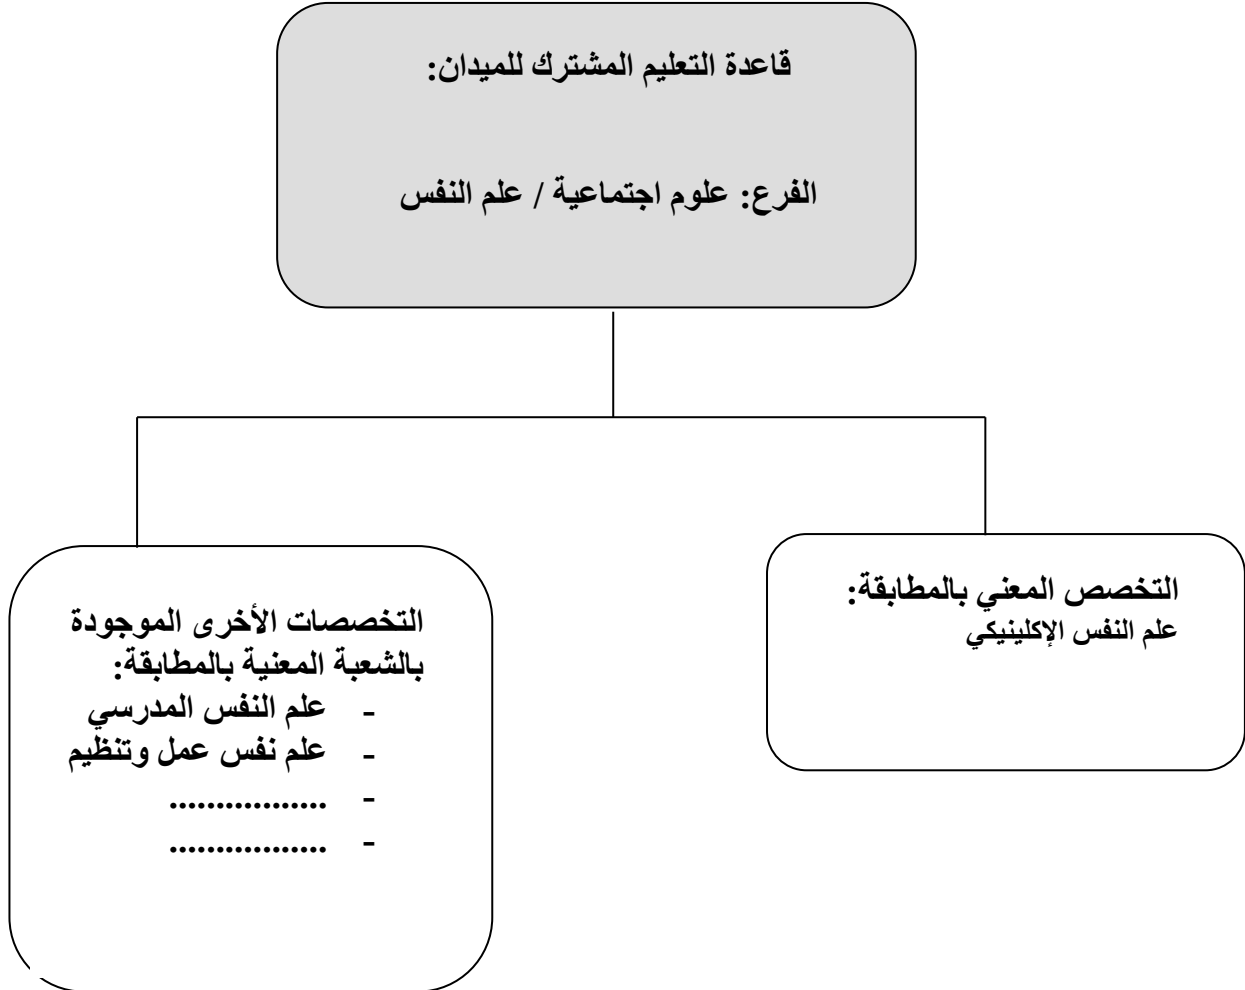 قاعدة التعليم المشترك للميدان:
الفرع: علوم اجتماعية / علم النفس
التخصص المعني بالمطابقة:
علم النفس الإكلينيكي
التخصصات الأخرى الموجودة
بالشعبة المعنية بالمطابقة:
- علم النفس المدرسي
- علم نفس عمل وتنظيم
- .................
- .................